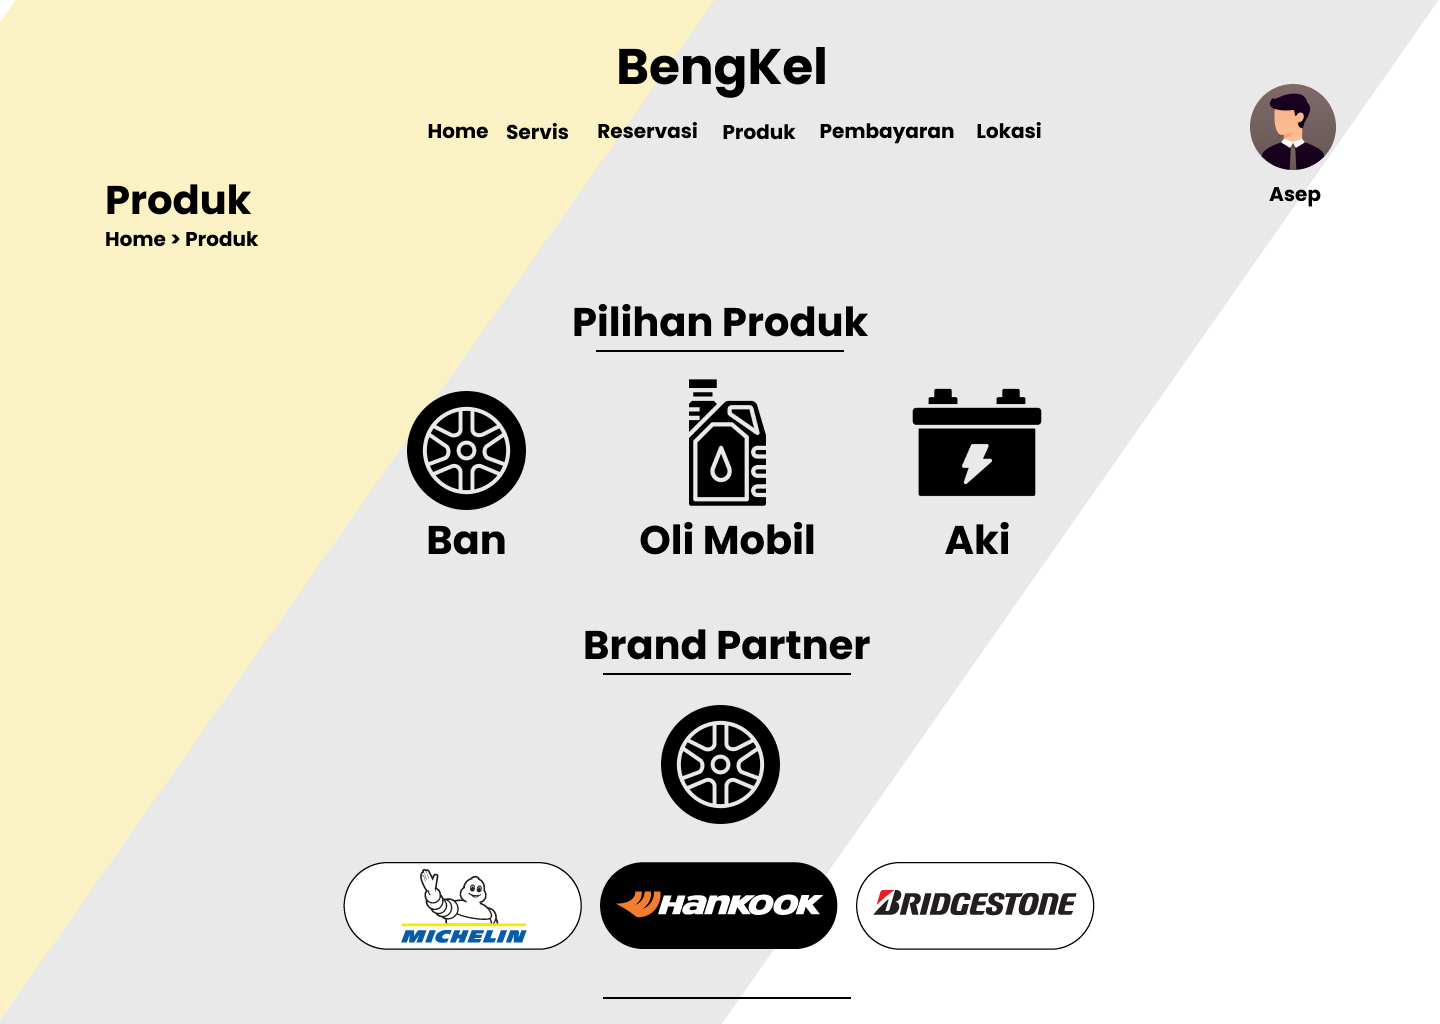 BengKel
Home Servis Reservasi Produk Pembayaran Lokasi
Asep
Produk
Home > Produk
Pilihan Produk
Ban Oli Mobil Aki
Brand Partner
MICHELIN HANKOOK BRIDGESTONE